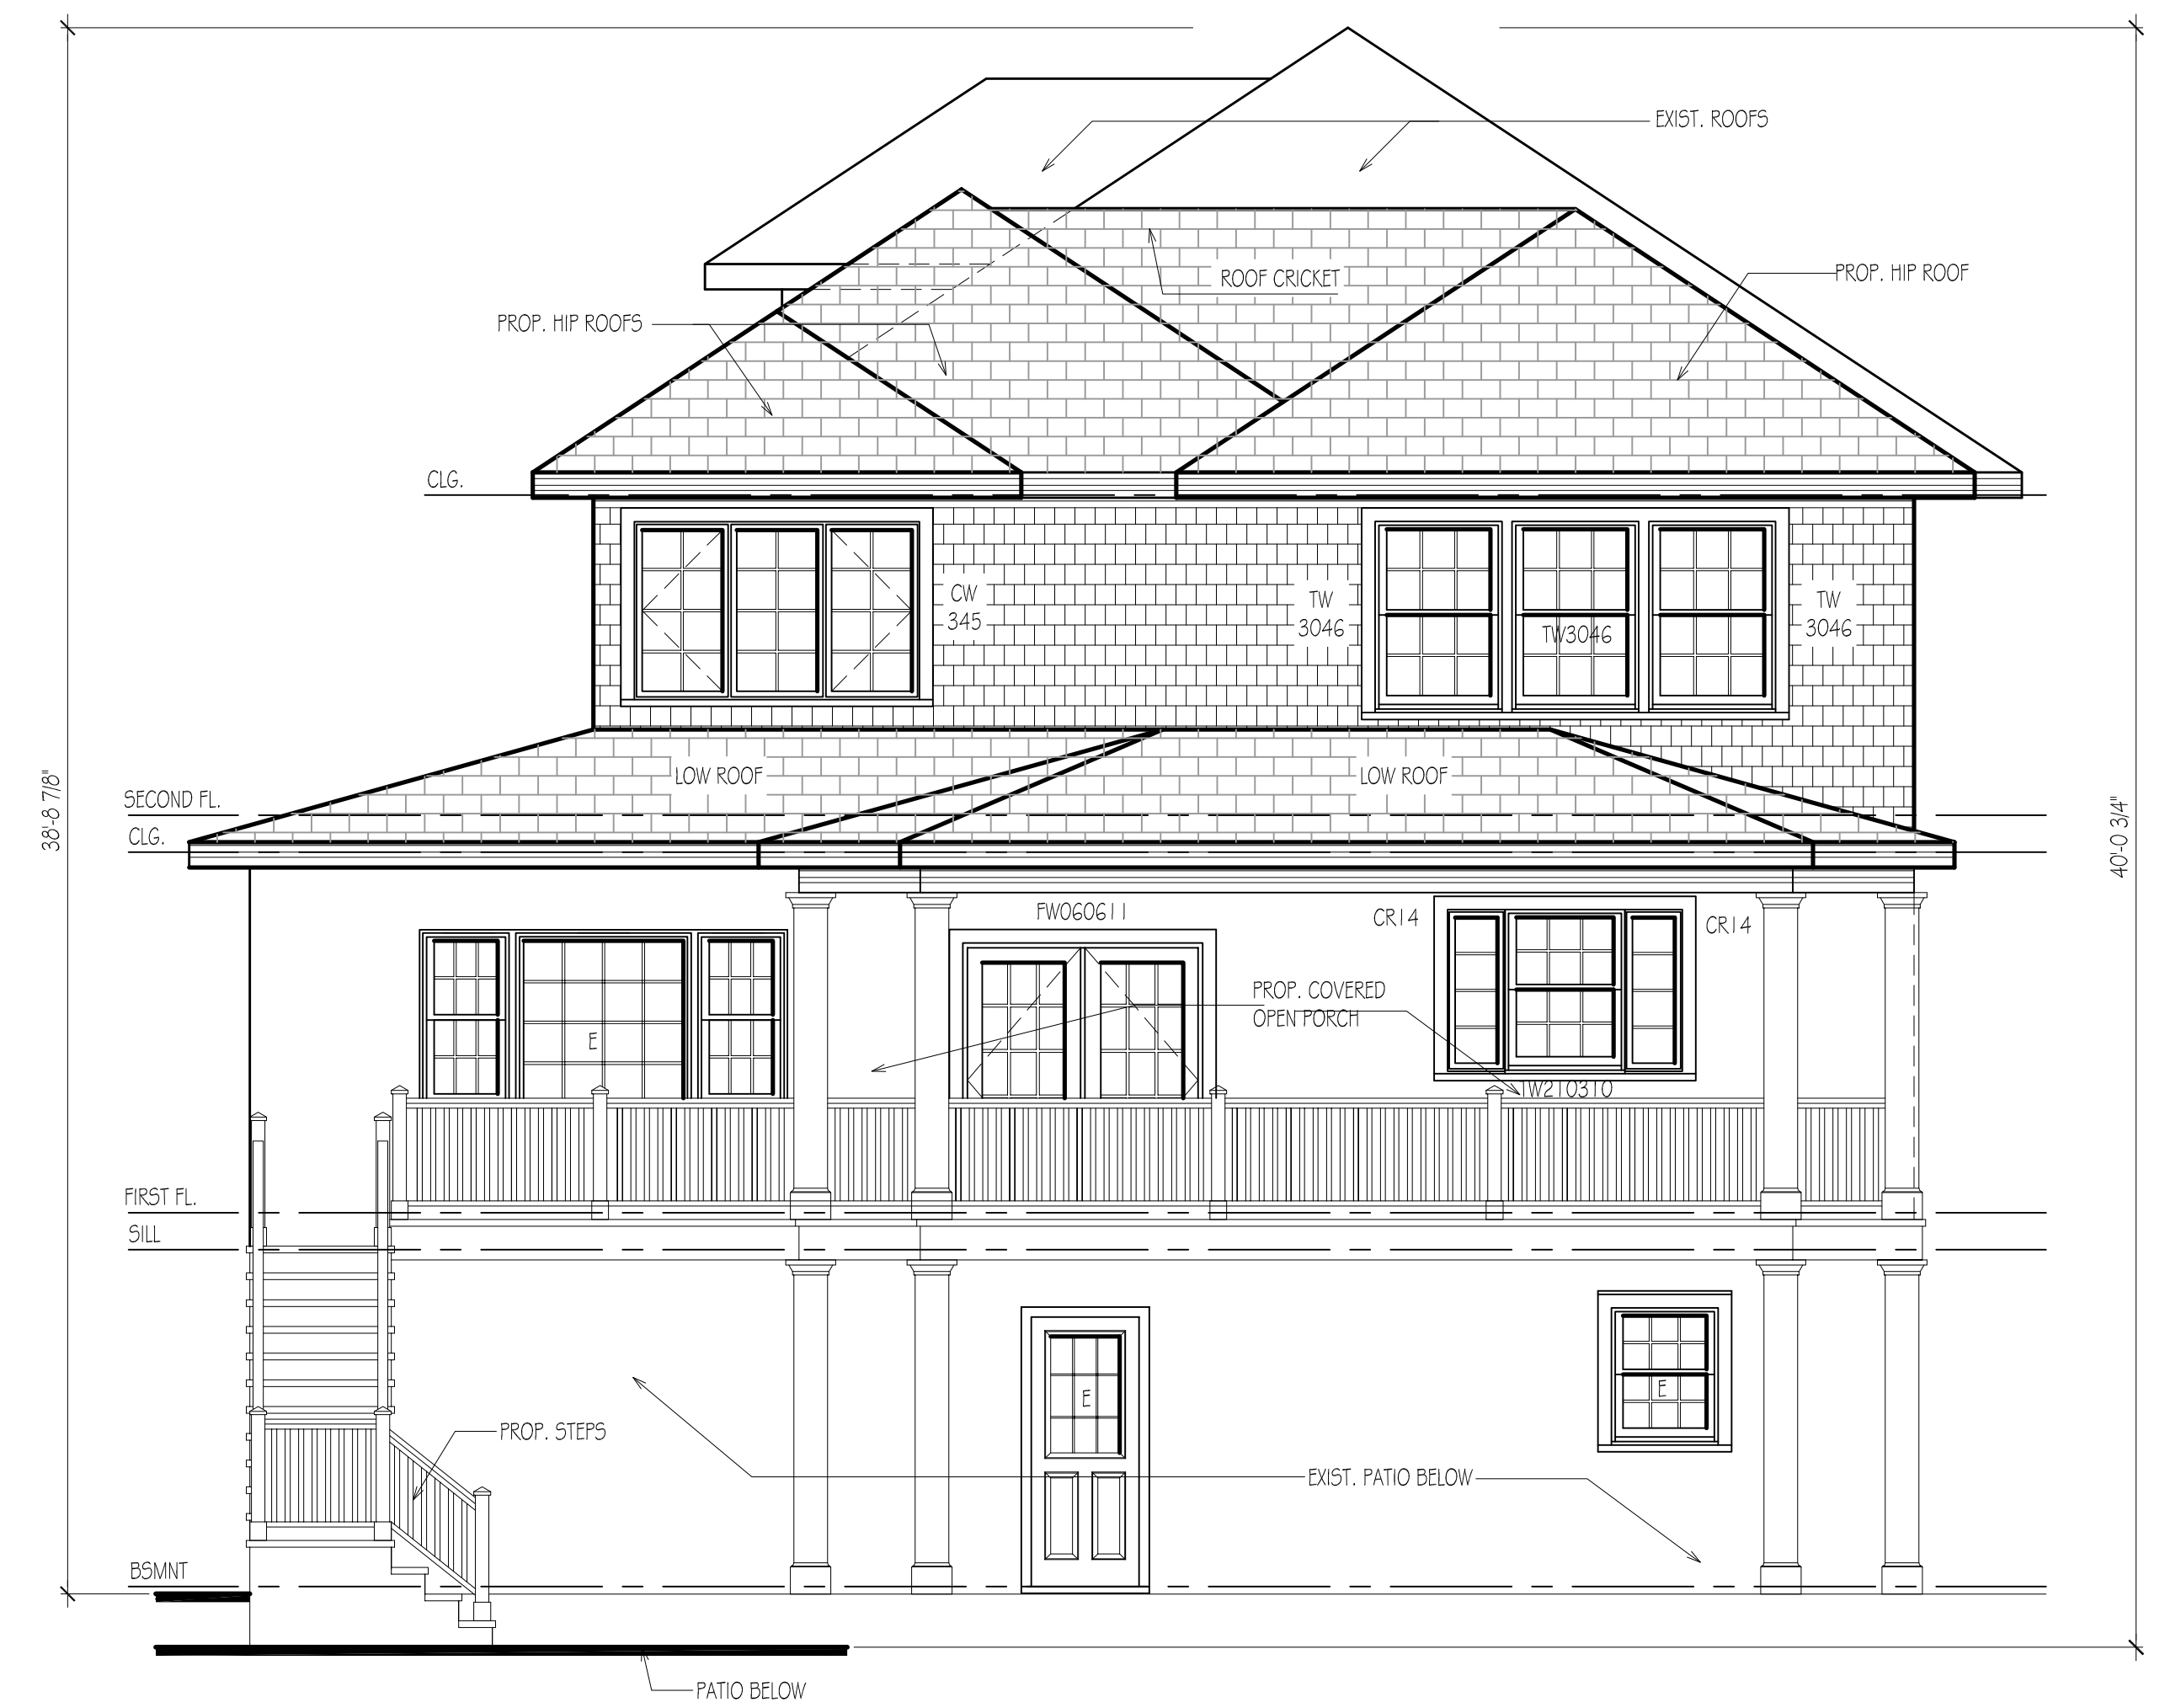 EXIST. ROOFS
PROP. HIP ROOF
ROOF CRICKET
PROP. HIP ROOFS
CLG.
CW
345
TW
3046
TW3046
TW
3046
LOW ROOF
LOW ROOF
SECOND FL.
CLG.
38'-8 7/8"
40'-0 3/4"
FW060611
CR14
CR14
PROP. COVERED
OPEN PORCH
E
TW210310
FIRST FL.
SILL
E
E
PROP. STEPS
EXIST. PATIO BELOW
BSMNT
PATIO BELOW